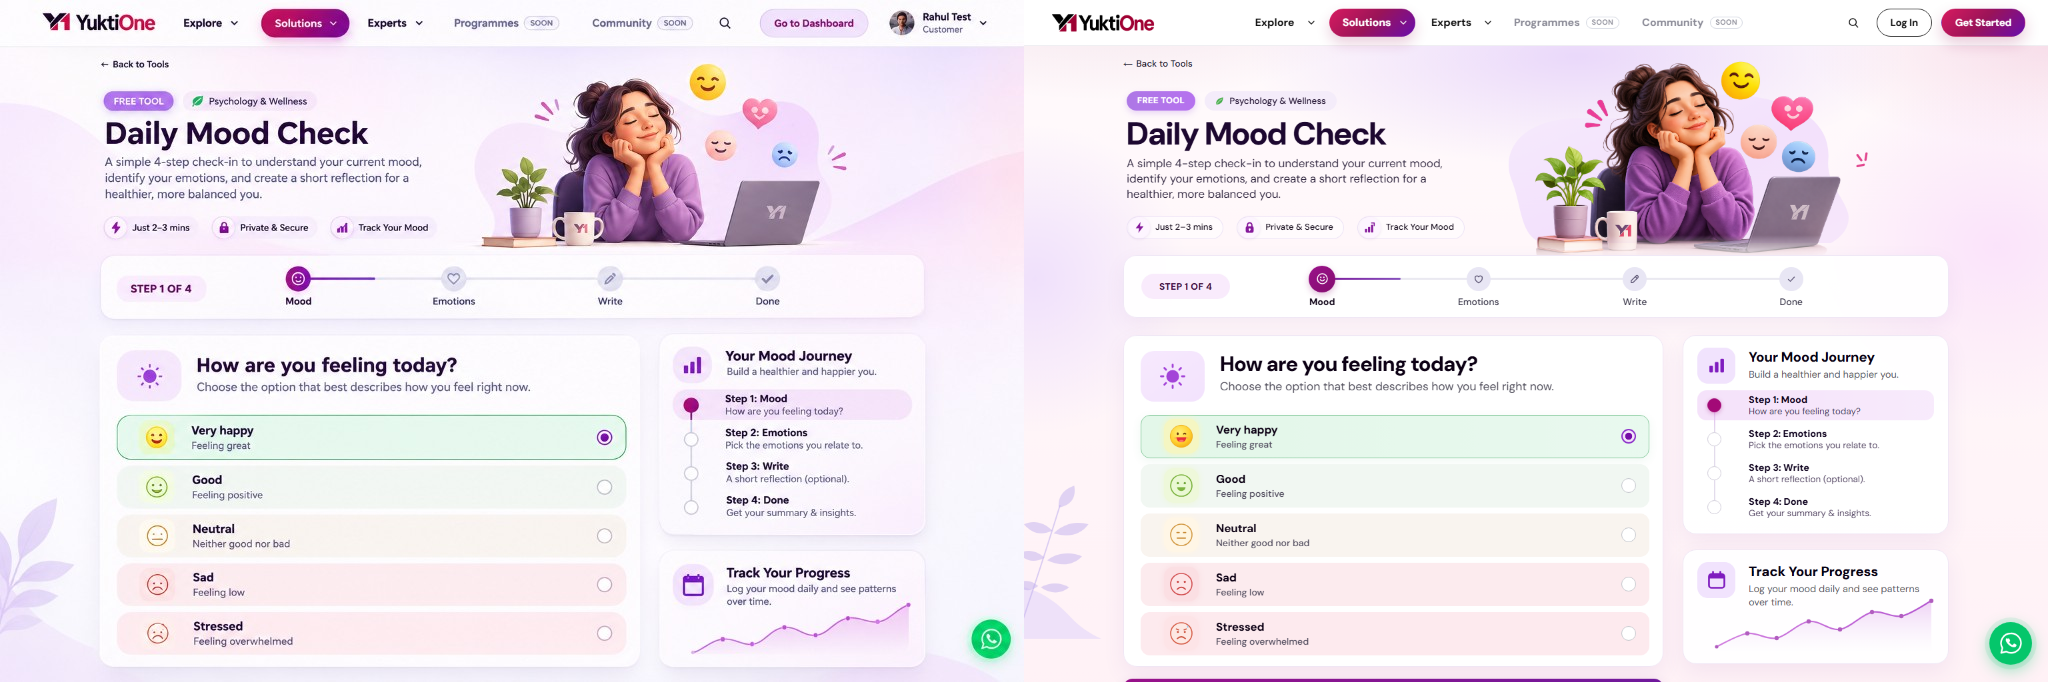 YuktiOne
Explore
Solutions
Experts
Programmes SOON
Community SOON
Go to Dashboard
Rahul Test
Customer
← Back to Tools
FREE TOOL
Psychology & Wellness
Daily Mood Check
A simple 4-step check-in to understand your current mood,
identify your emotions, and create a short reflection for a
healthier, more balanced you.
Just 2–3 mins
Private & Secure
Track Your Mood
STEP 1 OF 4
Mood
Emotions
Write
Done
How are you feeling today?
Choose the option that best describes how you feel right now.
Very happy
Feeling great
Good
Feeling positive
Neutral
Neither good nor bad
Sad
Feeling low
Stressed
Feeling overwhelmed
Your Mood Journey
Build a healthier and happier you.
Step 1: Mood
How are you feeling today?
Step 2: Emotions
Pick the emotions you relate to.
Step 3: Write
A short reflection (optional).
Step 4: Done
Get your summary & insights.
Track Your Progress
Log your mood daily and see patterns
over time.
YuktiOne
Explore
Solutions
Experts
Programmes SOON
Community SOON
Log In
Get Started
← Back to Tools
FREE TOOL
Psychology & Wellness
Daily Mood Check
A simple 4-step check-in to understand your current mood,
identify your emotions, and create a short reflection for a
healthier, more balanced you.
Just 2–3 mins
Private & Secure
Track Your Mood
STEP 1 OF 4
Mood
Emotions
Write
Done
How are you feeling today?
Choose the option that best describes how you feel right now.
Very happy
Feeling great
Good
Feeling positive
Neutral
Neither good nor bad
Sad
Feeling low
Stressed
Feeling overwhelmed
Your Mood Journey
Build a healthier and happier you.
Step 1: Mood
How are you feeling today?
Step 2: Emotions
Pick the emotions you relate to.
Step 3: Write
A short reflection (optional).
Step 4: Done
Get your summary & insights.
Track Your Progress
Log your mood daily and see patterns
over time.